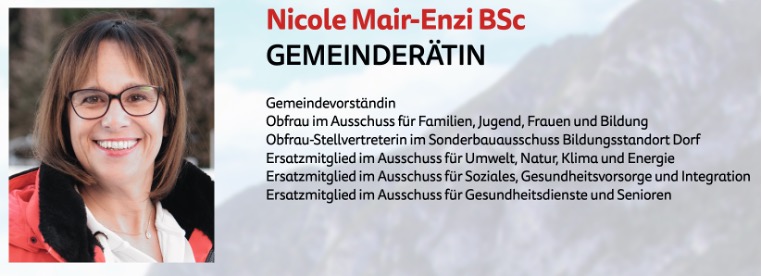 Nicole Mair-Enzi BSc
GEMEINDERÄTIN
Gemeindevorständin
Obfrau im Ausschuss für Familien, Jugend, Frauen und Bildung
Obfrau-Stellvertreterin im Sonderbauausschuss Bildungsstandort Dorf
Ersatzmitglied im Ausschuss für Umwelt, Natur, Klima und Energie
Ersatzmitglied im Ausschuss für Soziales, Gesundheitsvorsorge und Integration
Ersatzmitglied im Ausschuss für Gesundheitsdienste und Senioren